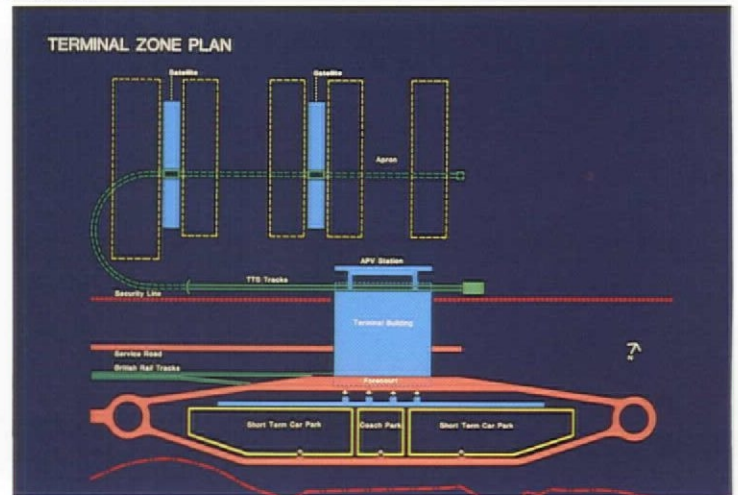 TERMINAL ZONE PLAN
Satellite
Satellite
Apron
APV Station
TTS Tracks
Security Line
Terminal Building
Service Road
N
British Rail Tracks
Forecourt
Short Term Car Park
Coach Park
Short Term Car Park